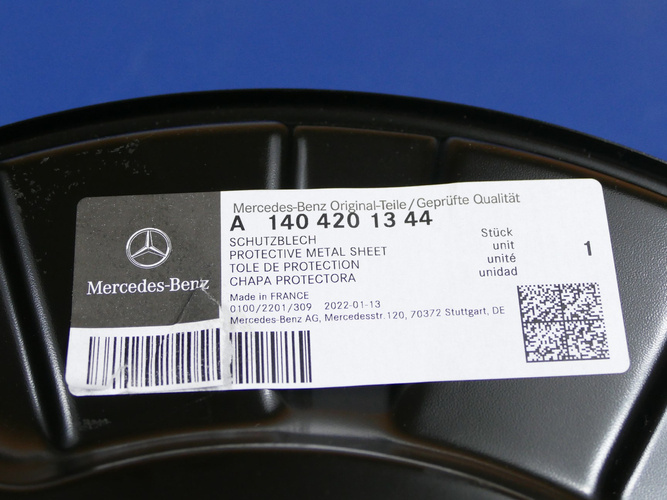 Mercedes-Benz Original-Teile/Geprüfte Qualität
A 140 420 13 44
SCHUTZBLECH
PROTECTIVE METAL SHEET
TOLE DE PROTECTION
CHAPA PROTECTORA
Stück
unit
unité
unidad
1
Mercedes-Benz
Made in FRANCE
0100/2201/309 2022-01-13
Mercedes-Benz AG, Mercedesstr.120, 70372 Stuttgart, DE